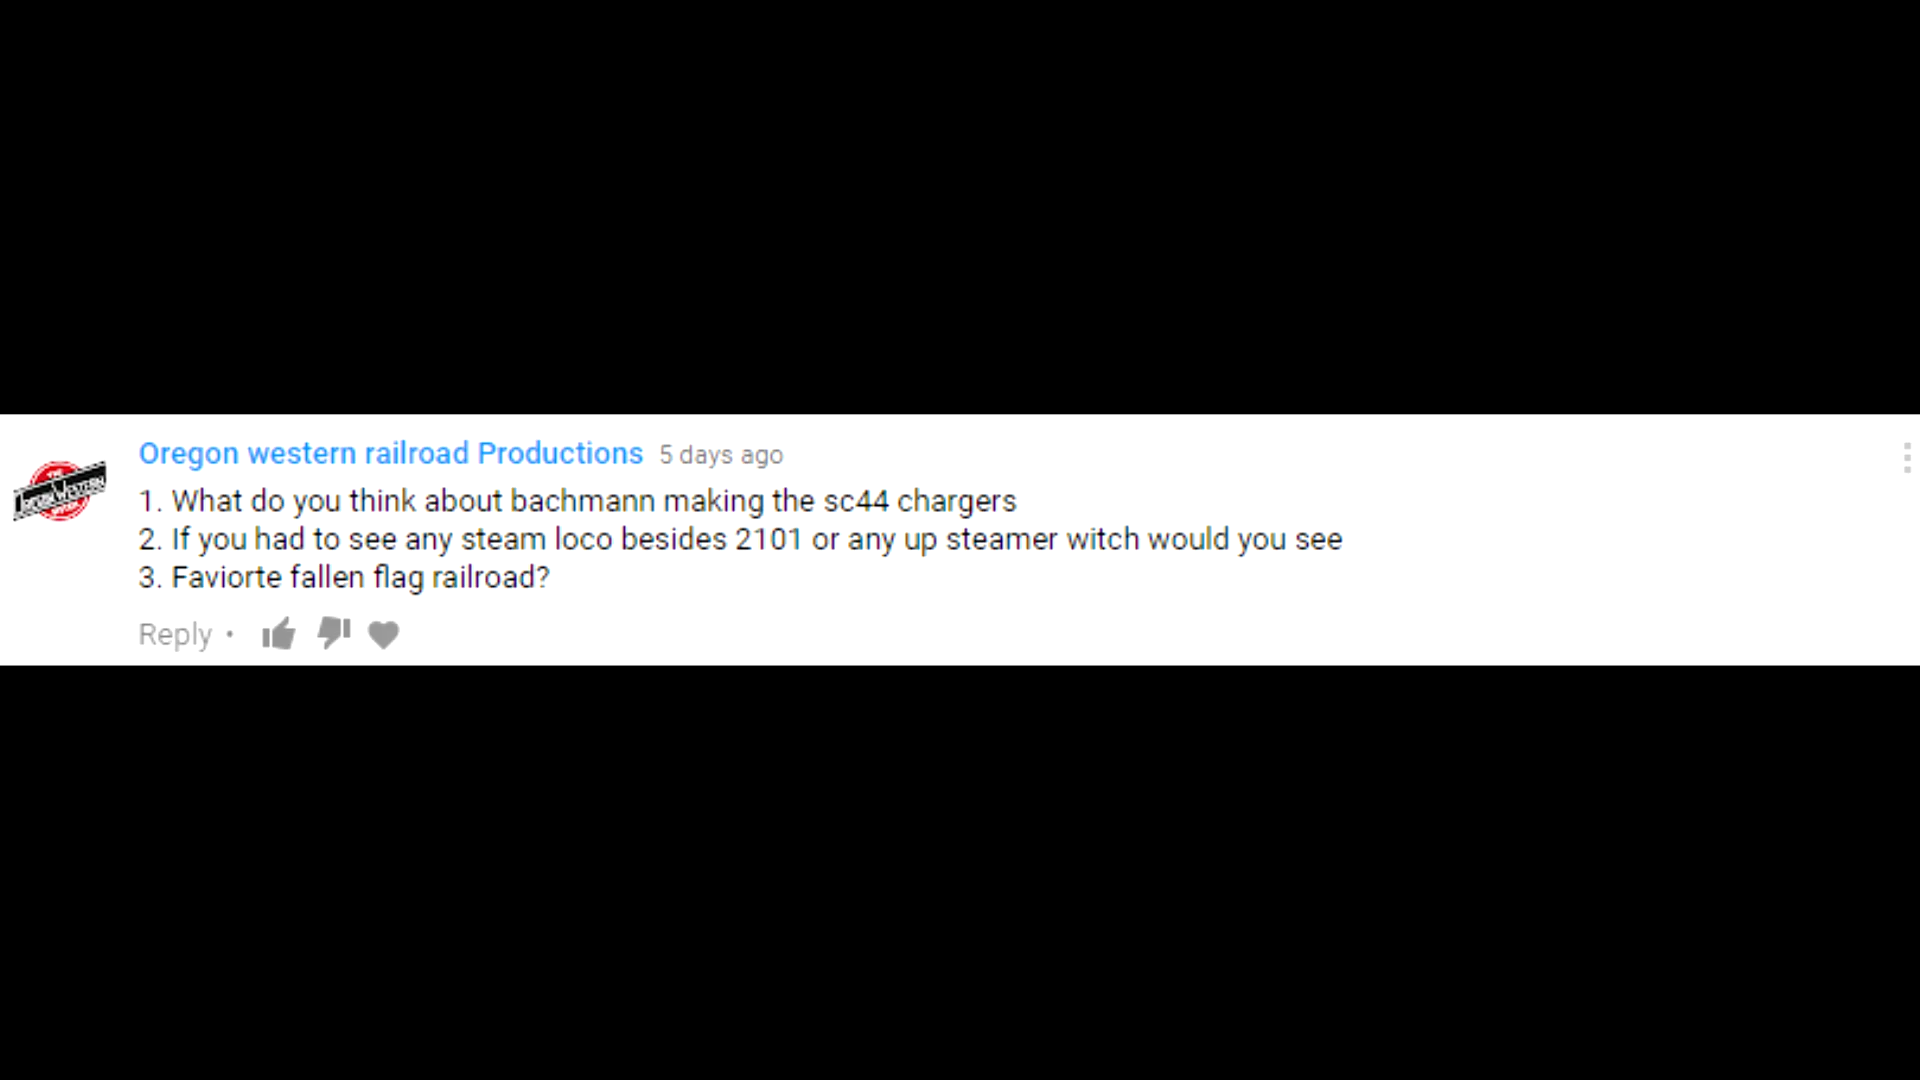 Oregon western railroad Productions 5 days ago
1. What do you think about bachmann making the sc44 chargers
2. If you had to see any steam loco besides 2101 or any up steamer witch would you see
3. Faviorte fallen flag railroad?
Reply •